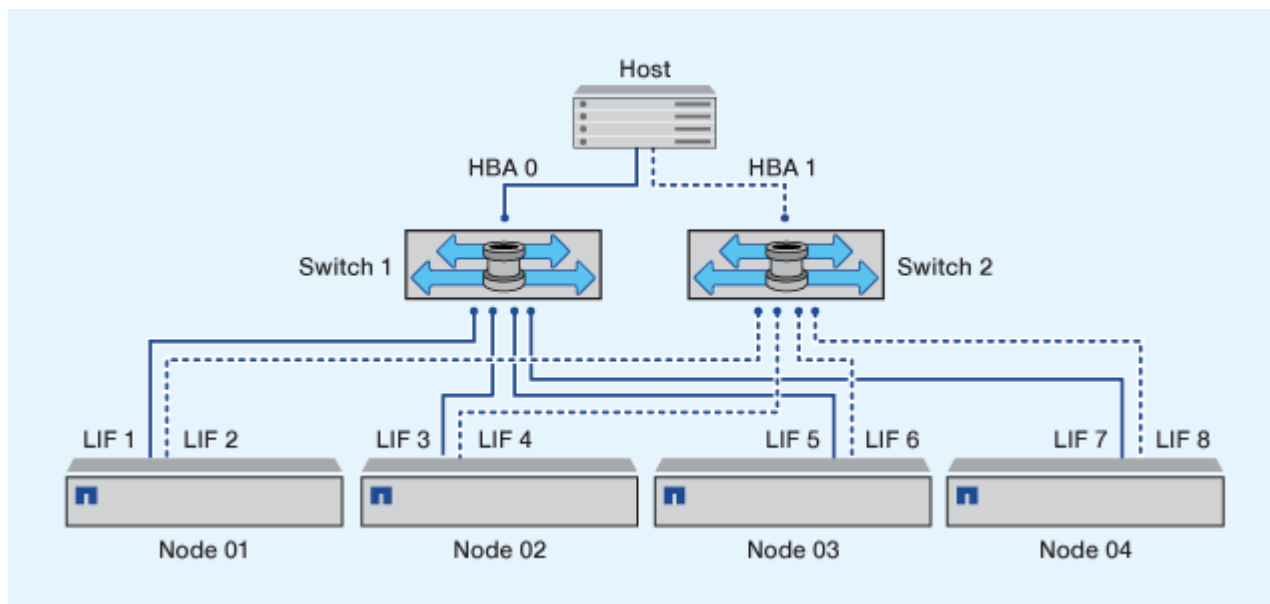 Host
HBA 0
HBA 1
Switch 1
Switch 2
LIF 1
LIF 2
LIF 3
LIF 4
LIF 5
LIF 6
LIF 7
LIF 8
Node 01
Node 02
Node 03
Node 04